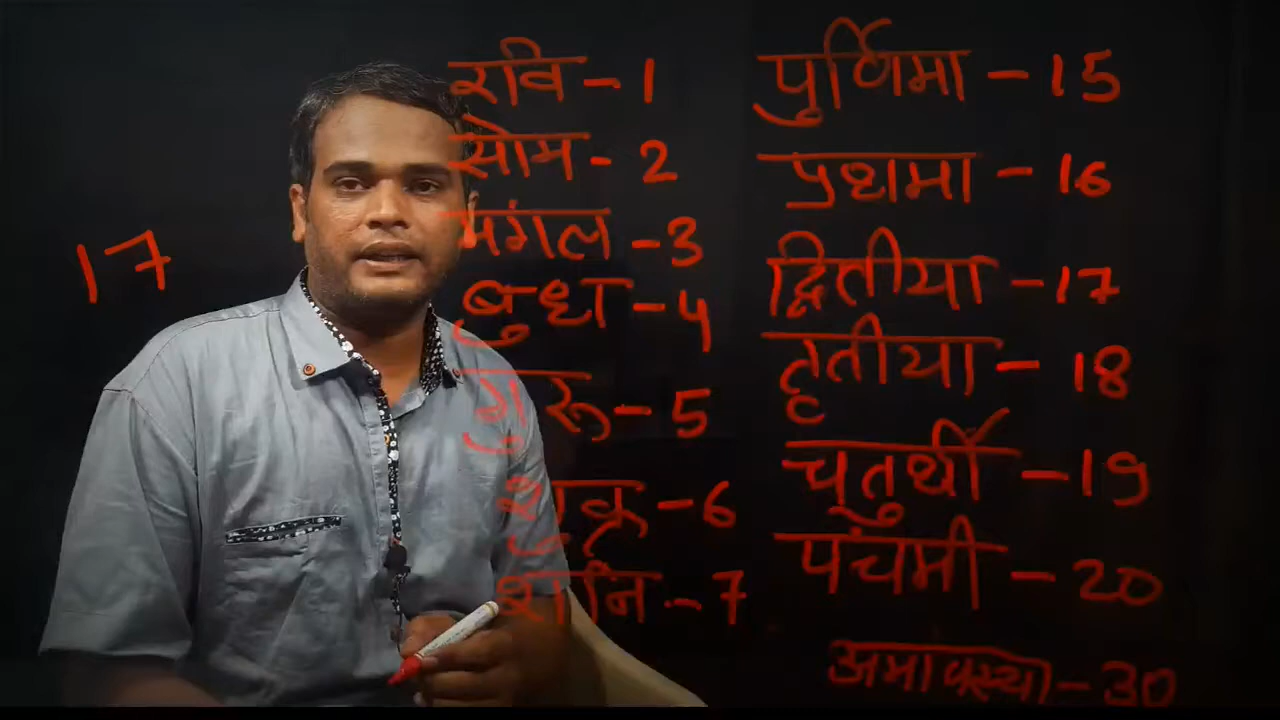 17
रवि - 1
सोम - 2
मंगल - 3
बुध - 4
गुरू - 5
शुक्र - 6
शनि - 7
पुर्णिमा - 15
प्रथमा - 16
द्वितीया - 17
तृतीया - 18
चतुर्थी - 19
पंचमी - 20
अमावस्या - 30